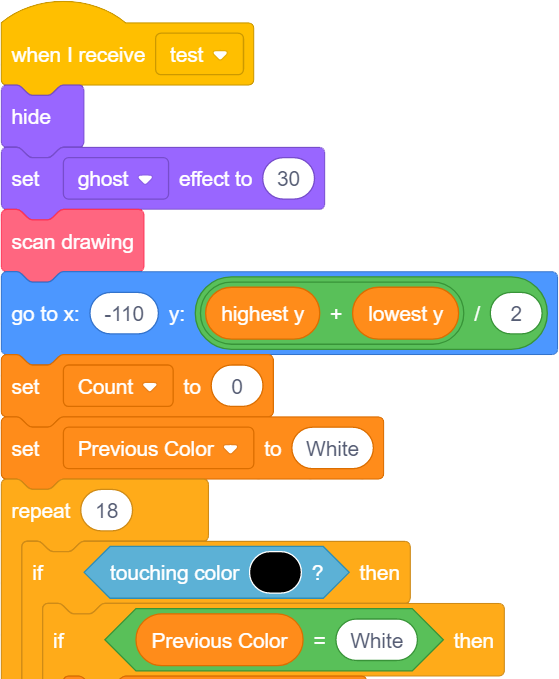 when I receive test
hide
set ghost effect to 30
scan drawing
go to x: -110 y: highest y + lowest y / 2
set Count to 0
set Previous Color to White
repeat 18
if touching color ? then
if Previous Color = White then